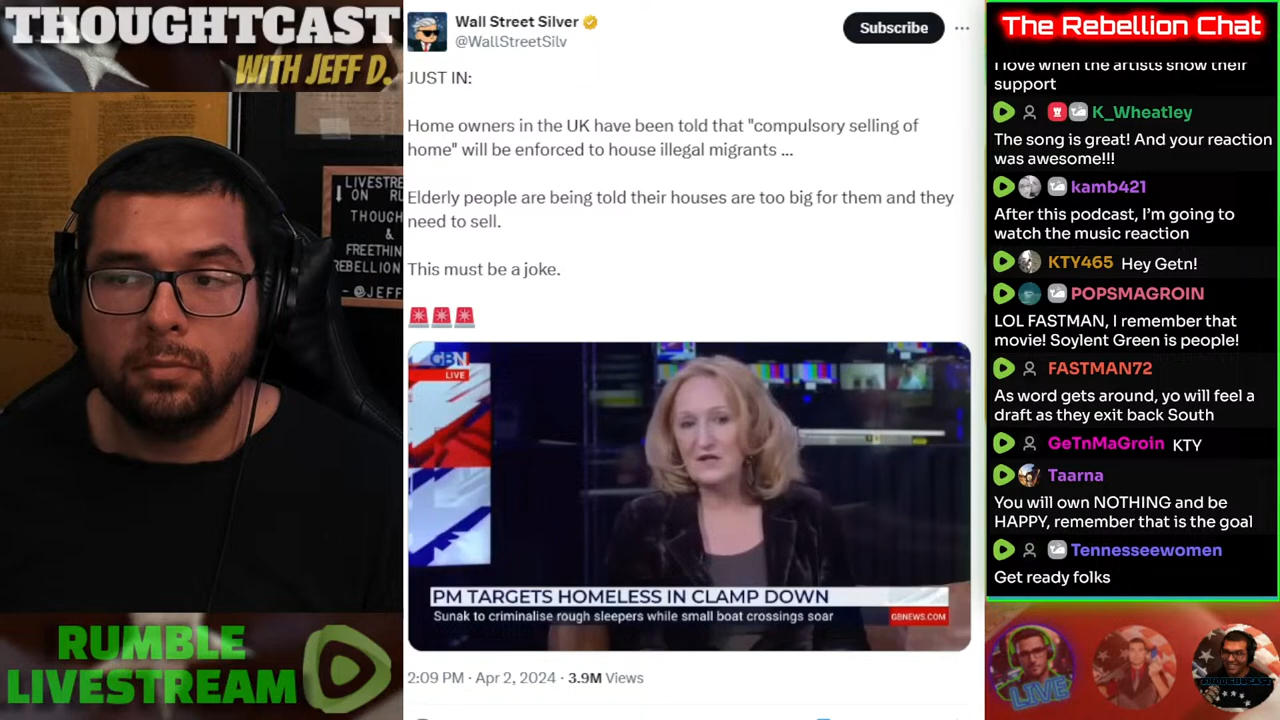 THOUGHTCAST
WITH JEFF D.
LIVESTRE
ON RU
THOUGH
&
FREETHIN
REBELLION
- @JEFF
RUMBLE
LIVESTREAM
Wall Street Silver
@WallStreetSilv
Subscribe
JUST IN:
Home owners in the UK have been told that "compulsory selling of
home" will be enforced to house illegal migrants ...
Elderly people are being told their houses are too big for them and they
need to sell.
This must be a joke.
GBN
LIVE
PM TARGETS HOMELESS IN CLAMP DOWN
Sunak to criminalise rough sleepers while small boat crossings soar
GBNEWS.COM
2:09 PM · Apr 2, 2024 · 3.9M Views
The Rebellion Chat
I love when the artists show their
support
K_Wheatley
The song is great! And your reaction
was awesome!!!
kamb421
After this podcast, I'm going to
watch the music reaction
KTY465 Hey Getn!
POPSMAGROIN
LOL FASTMAN, I remember that
movie! Soylent Green is people!
FASTMAN72
As word gets around, yo will feel a
draft as they exit back South
GeTnMaGroin KTY
Taarna
You will own NOTHING and be
HAPPY, remember that is the goal
Tennesseewomen
Get ready folks
LIVE